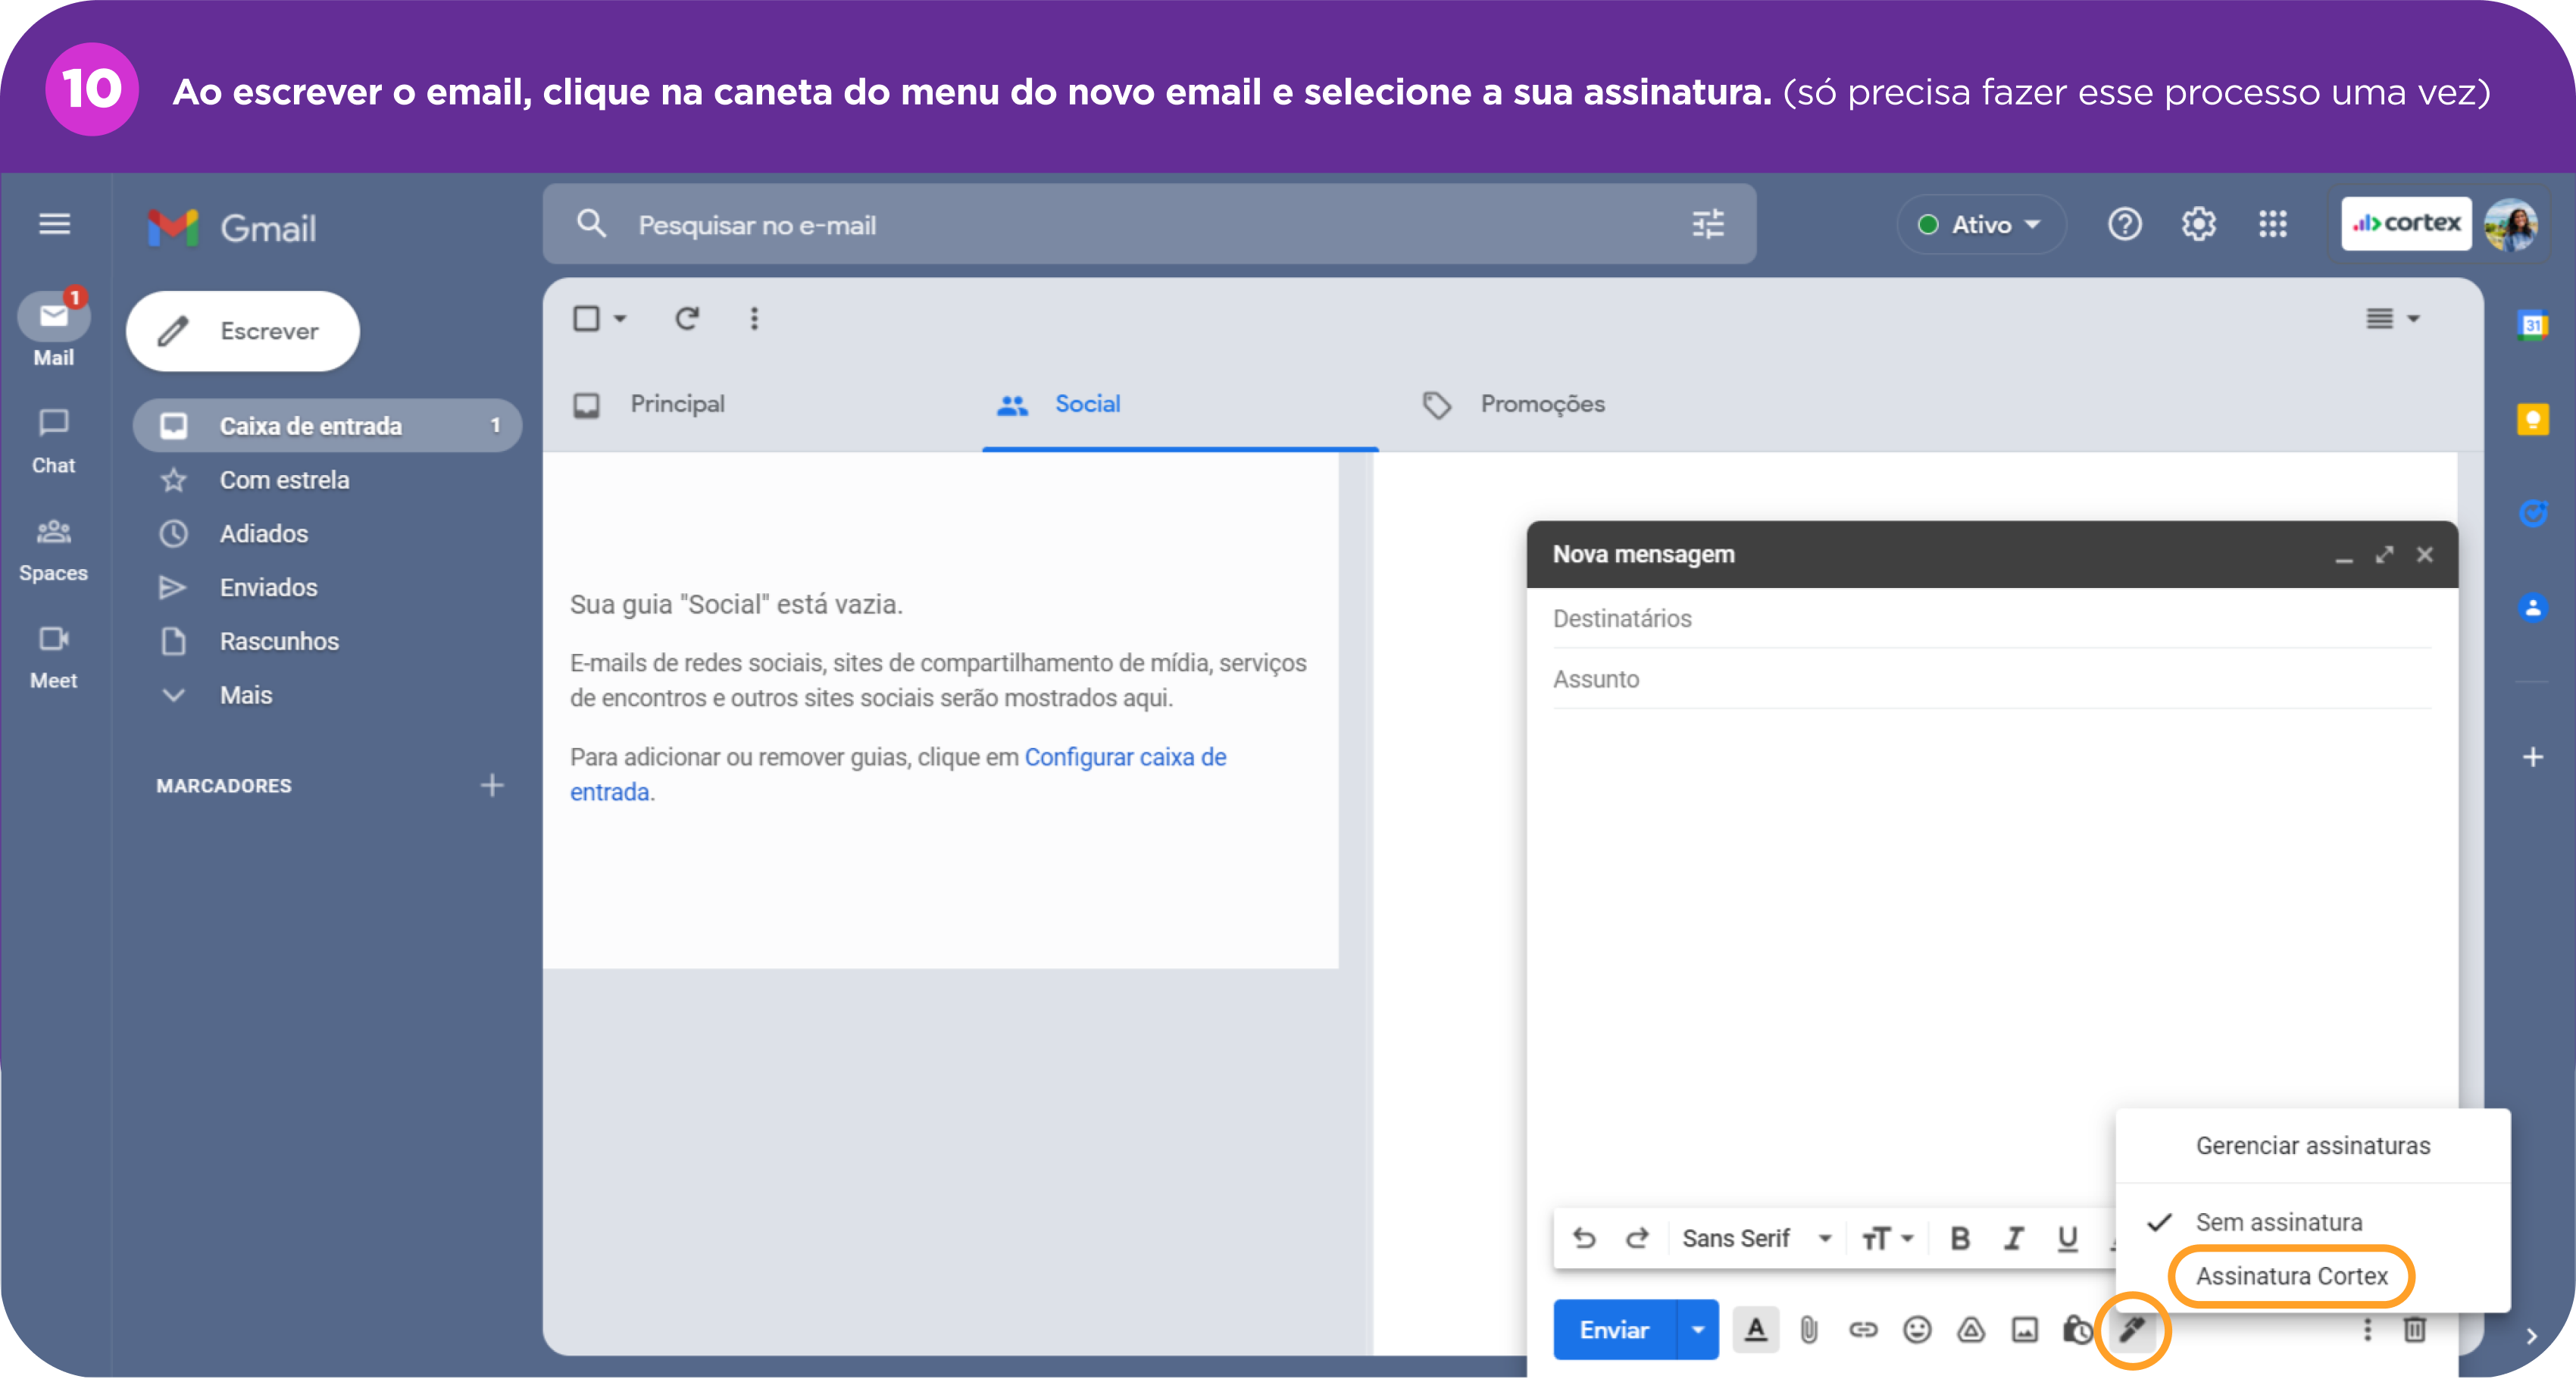 10
Ao escrever o email, clique na caneta do menu do novo email e selecione a sua assinatura. (só precisa fazer esse processo uma vez)
Gmail
Pesquisar no e-mail
Ativo
cortex
1
Mail
Chat
Spaces
Meet
Escrever
Caixa de entrada 1
Com estrela
Adiados
Enviados
Rascunhos
Mais
MARCADORES
Principal
Social
Promoções
Sua guia "Social" está vazia.
E-mails de redes sociais, sites de compartilhamento de mídia, serviços
de encontros e outros sites sociais serão mostrados aqui.
Para adicionar ou remover guias, clique em Configurar caixa de
entrada.
31
Nova mensagem
Destinatários
Assunto
Gerenciar assinaturas
Sem assinatura
Assinatura Cortex
Sans Serif TT B I U
Enviar A